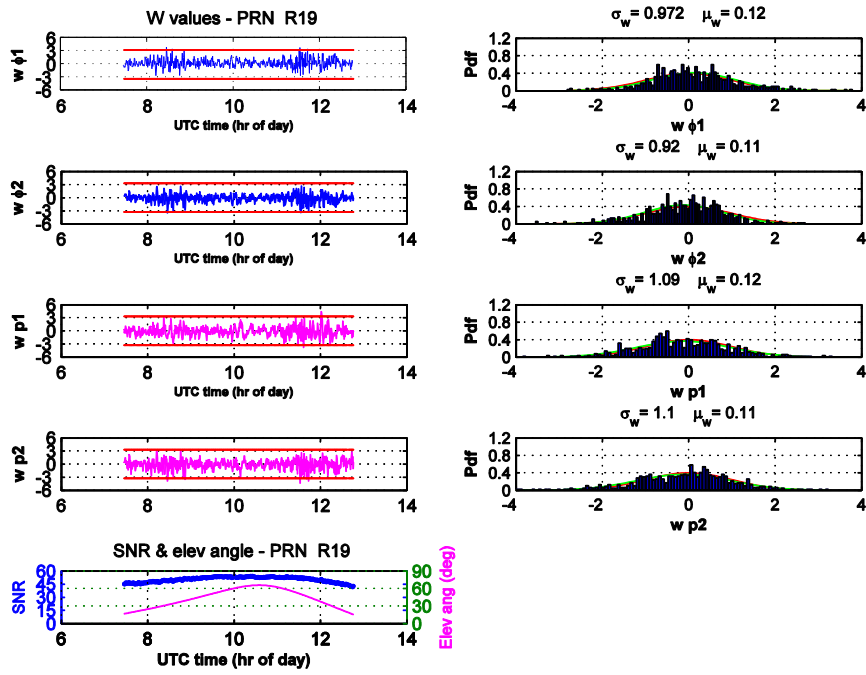 W values - PRN R19
6
3
0
-3
-6
w ϕ1
6 8 10 12 14
UTC time (hr of day)
σw= 0.972 μw= 0.12
1.2
0.8
0.4
0
Pdf
-4 -2 0 2 4
w ϕ1
6
3
0
-3
-6
w ϕ2
6 8 10 12 14
UTC time (hr of day)
σw= 0.92 μw= 0.11
1.2
0.8
0.4
0
Pdf
-4 -2 0 2 4
w ϕ2
6
3
0
-3
-6
w p1
6 8 10 12 14
UTC time (hr of day)
σw= 1.09 μw= 0.12
1.2
0.8
0.4
0
Pdf
-4 -2 0 2 4
w p1
6
3
0
-3
-6
w p2
6 8 10 12 14
σw= 1.1 μw= 0.11
1.2
0.8
0.4
0
Pdf
-4 -2 0 2 4
w p2
SNR & elev angle - PRN R19
60
45
30
15
0
SNR
90
60
30
0
Elev ang (deg)
6 8 10 12 14
UTC time (hr of day)